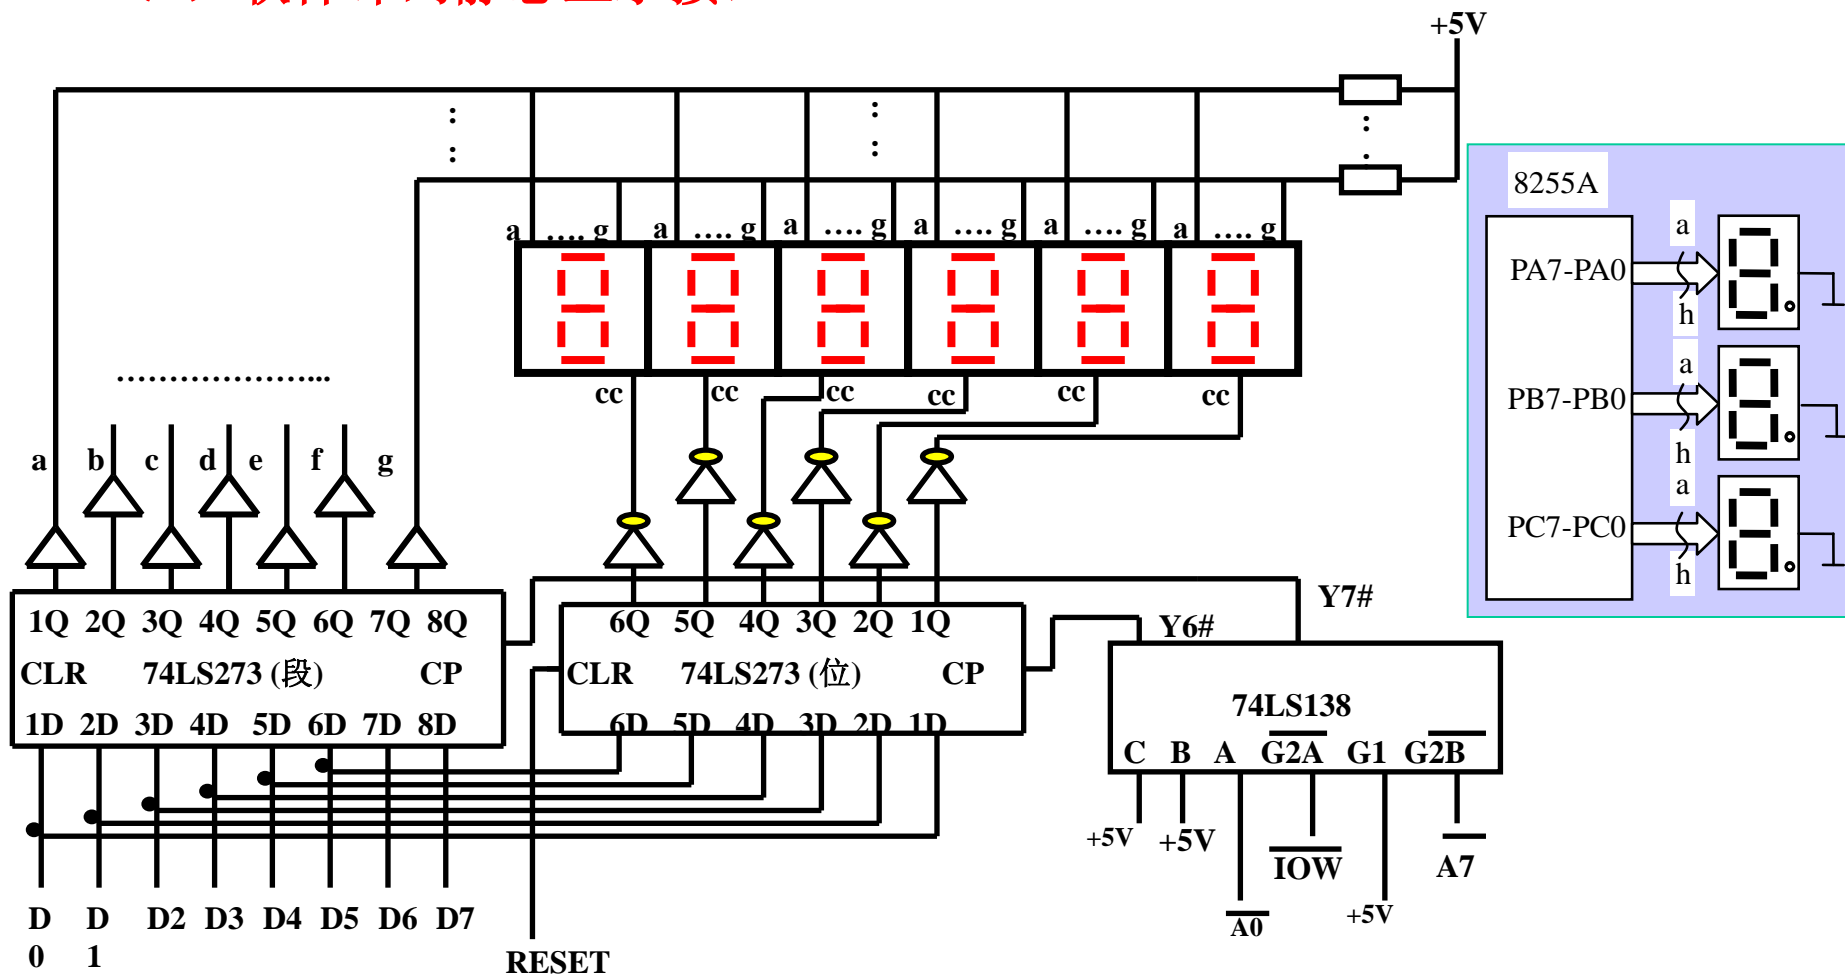 +5V
8255A
a .... g a .... g a .... g a .... g a .... g a .... g
a
PA7-PA0
h
cc cc cc cc cc cc
a
PB7-PB0
h
a b c d e f g
a
PC7-PC0
h
Y7#
Y6#
1Q 2Q 3Q 4Q 5Q 6Q 7Q 8Q
6Q 5Q 4Q 3Q 2Q 1Q
CLR 74LS273 (段) CP
CLR 74LS273 (位) CP
74LS138
1D 2D 3D 4D 5D 6D 7D 8D
6D 5D 4D 3D 2D 1D
C B A G2A G1 G2B
+5V +5V IOW A7
D0 D1 D2 D3 D4 D5 D6 D7
A0 +5V
RESET